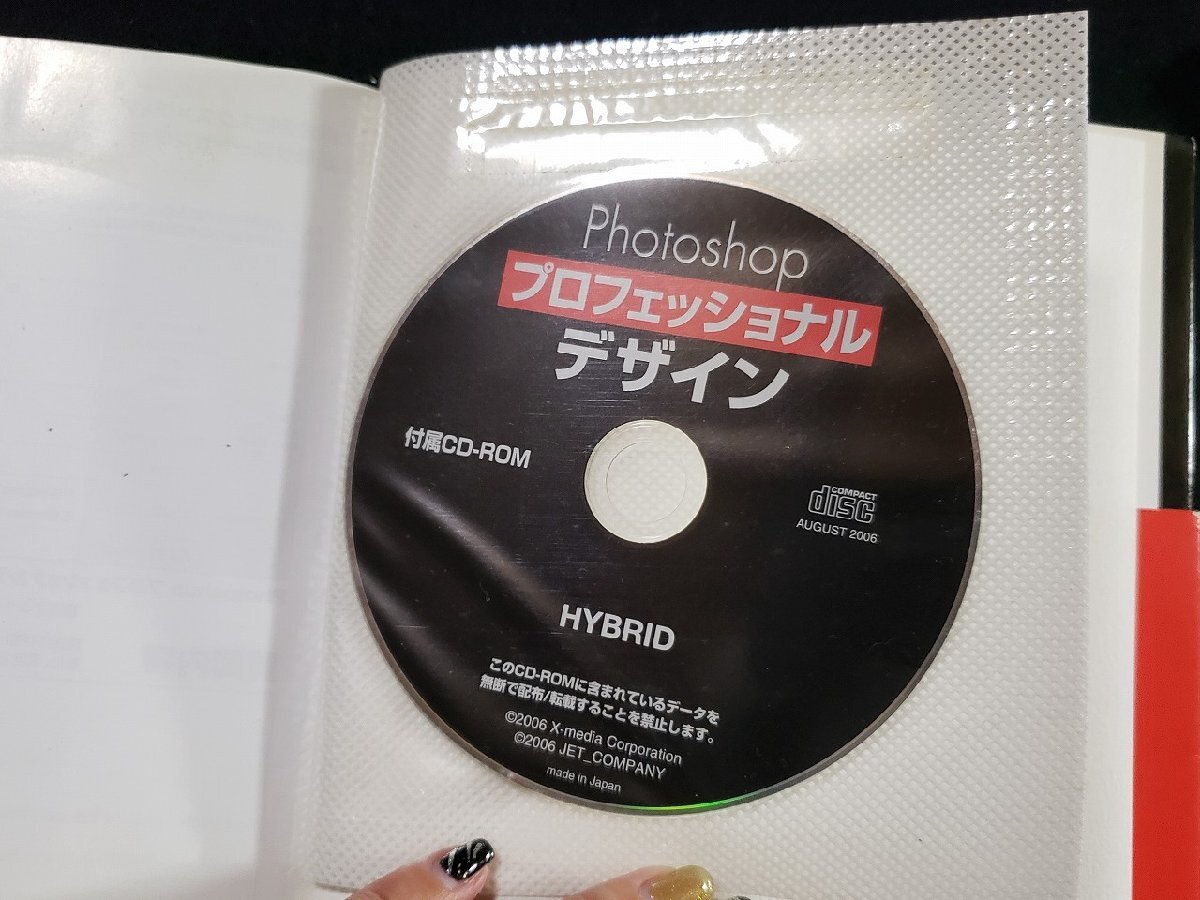 Photoshop
プロフェッショナル
デザイン
付属CD-ROM
COMPACT
disc
AUGUST 2006
HYBRID
このCD-ROMに含まれているデータを
無断で配布/転載することを禁止します。
©2006 X-media Corporation
©2006 JET_COMPANY
made in Japan